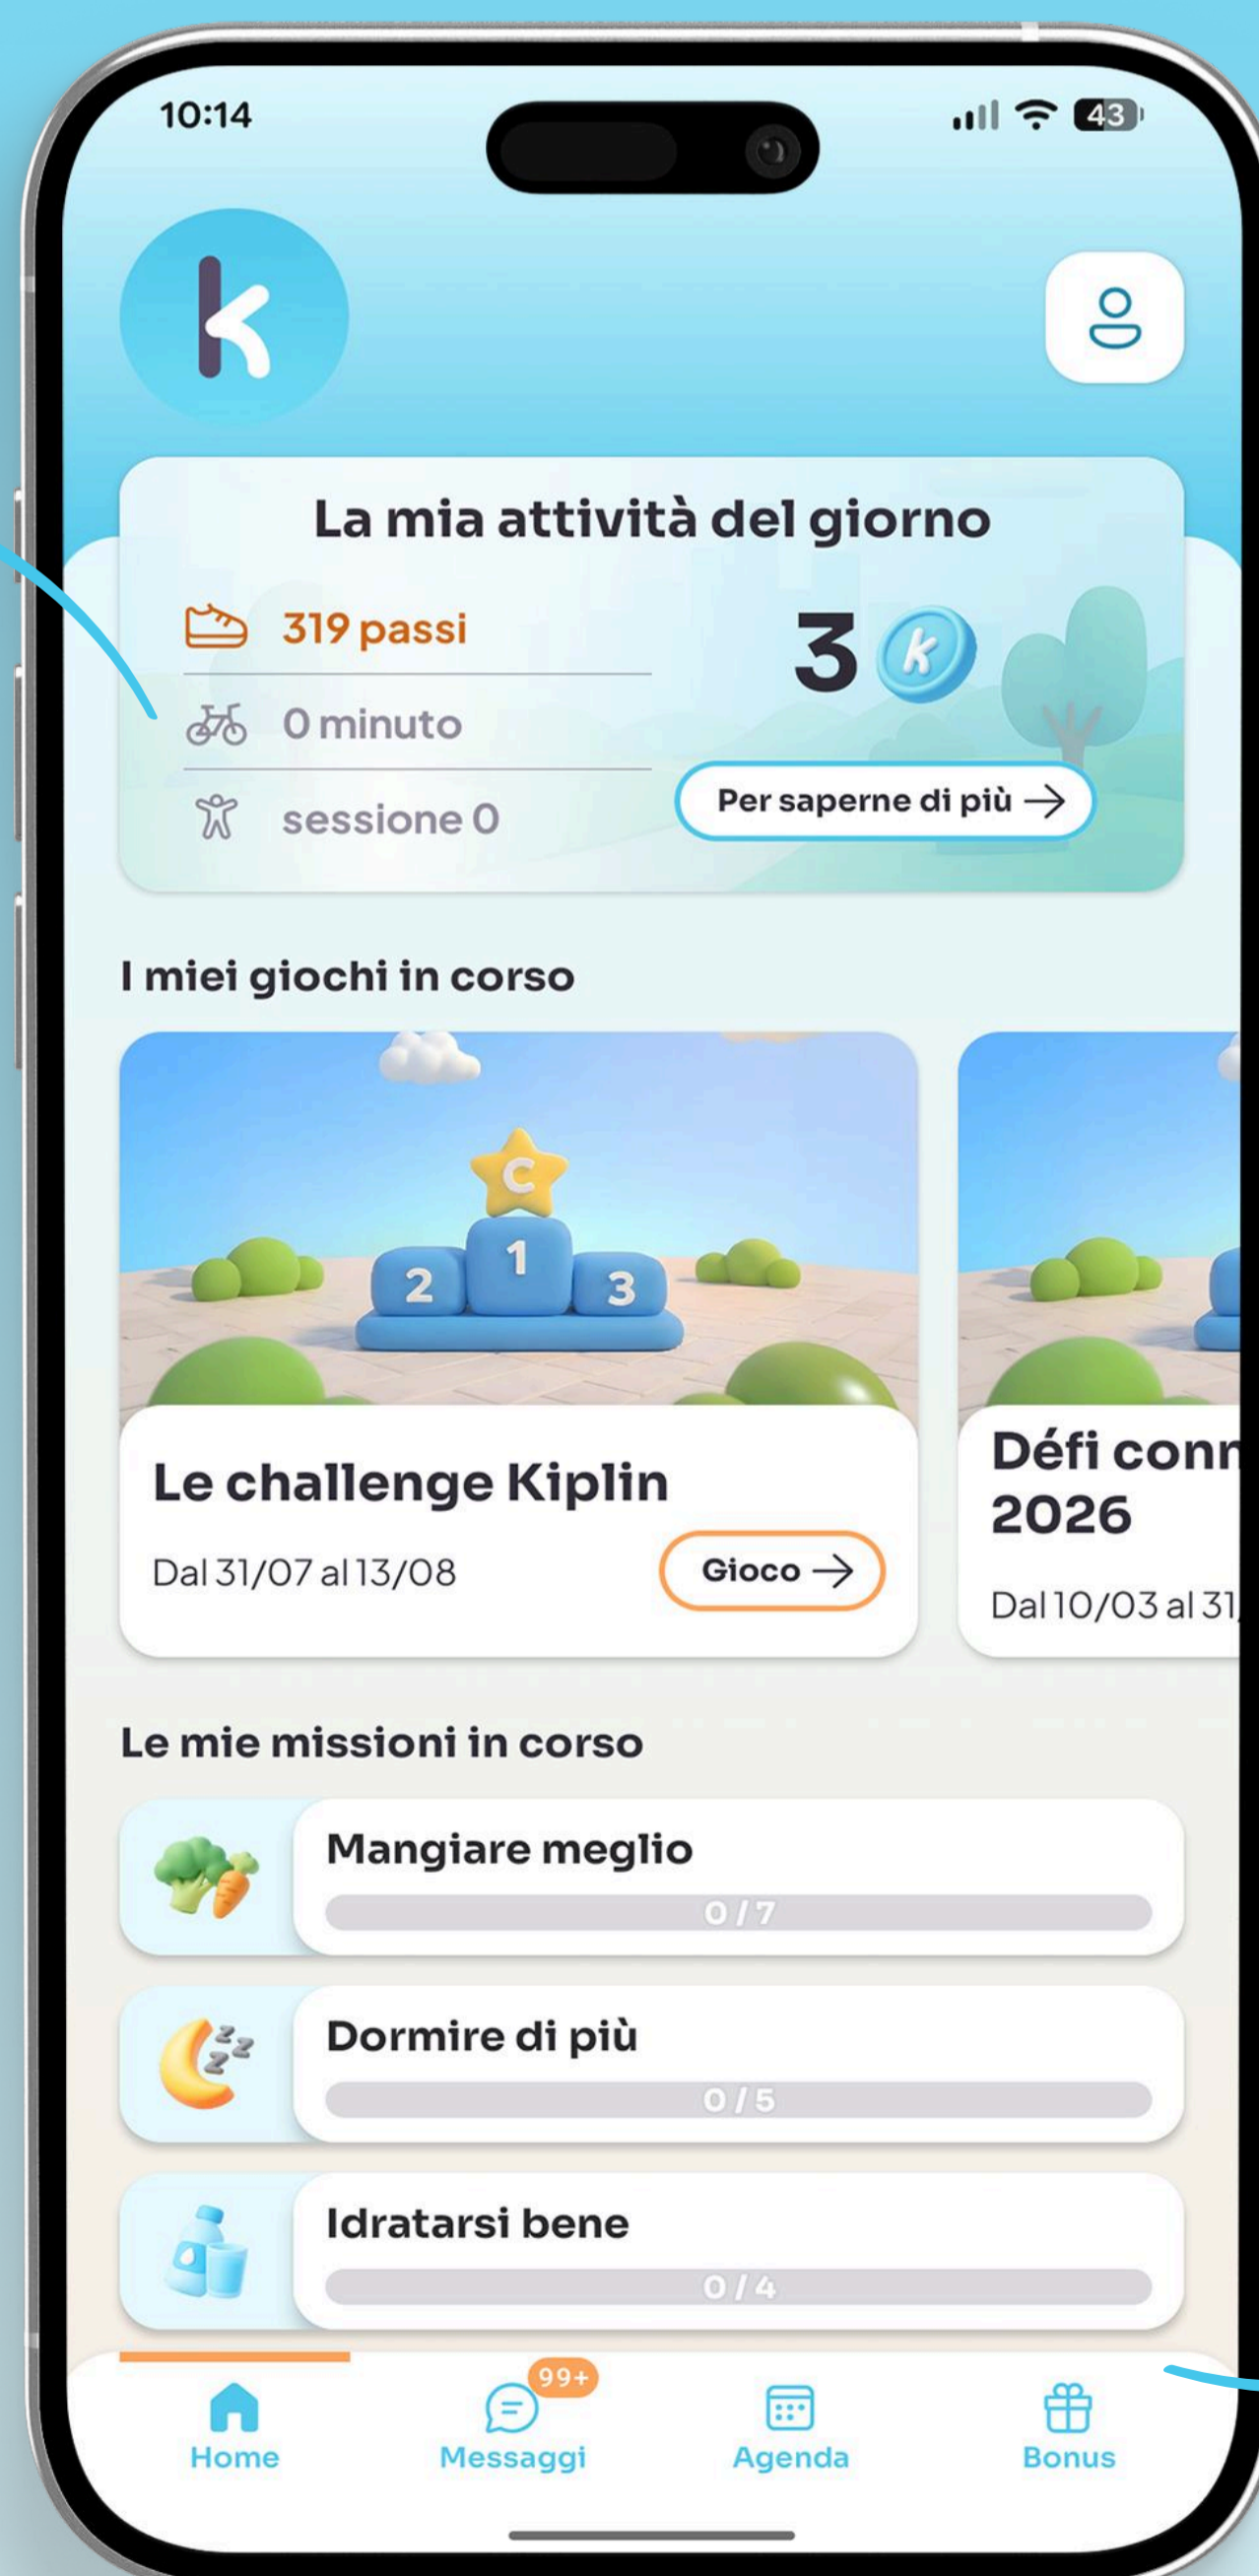 10:14
43
k
La mia attività del giorno
319 passi
3 k
0 minuto
sessione 0
Per saperne di più →
I miei giochi in corso
C
1
2
3
Le challenge Kiplin
Dal 31/07 al 13/08
Gioco →
Défi conn
2026
Dal 10/03 al 31/
Le mie missioni in corso
Mangiare meglio
0 / 7
Dormire di più
z z z z
0 / 5
Idratarsi bene
0 / 4
99+
Home
Messaggi
Agenda
Bonus